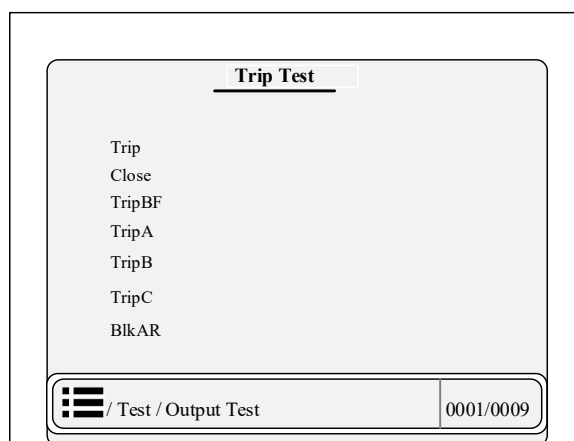 Trip Test
Trip
Close
TripBF
TripA
TripB
TripC
BlkAR
/ Test / Output Test
0001/0009